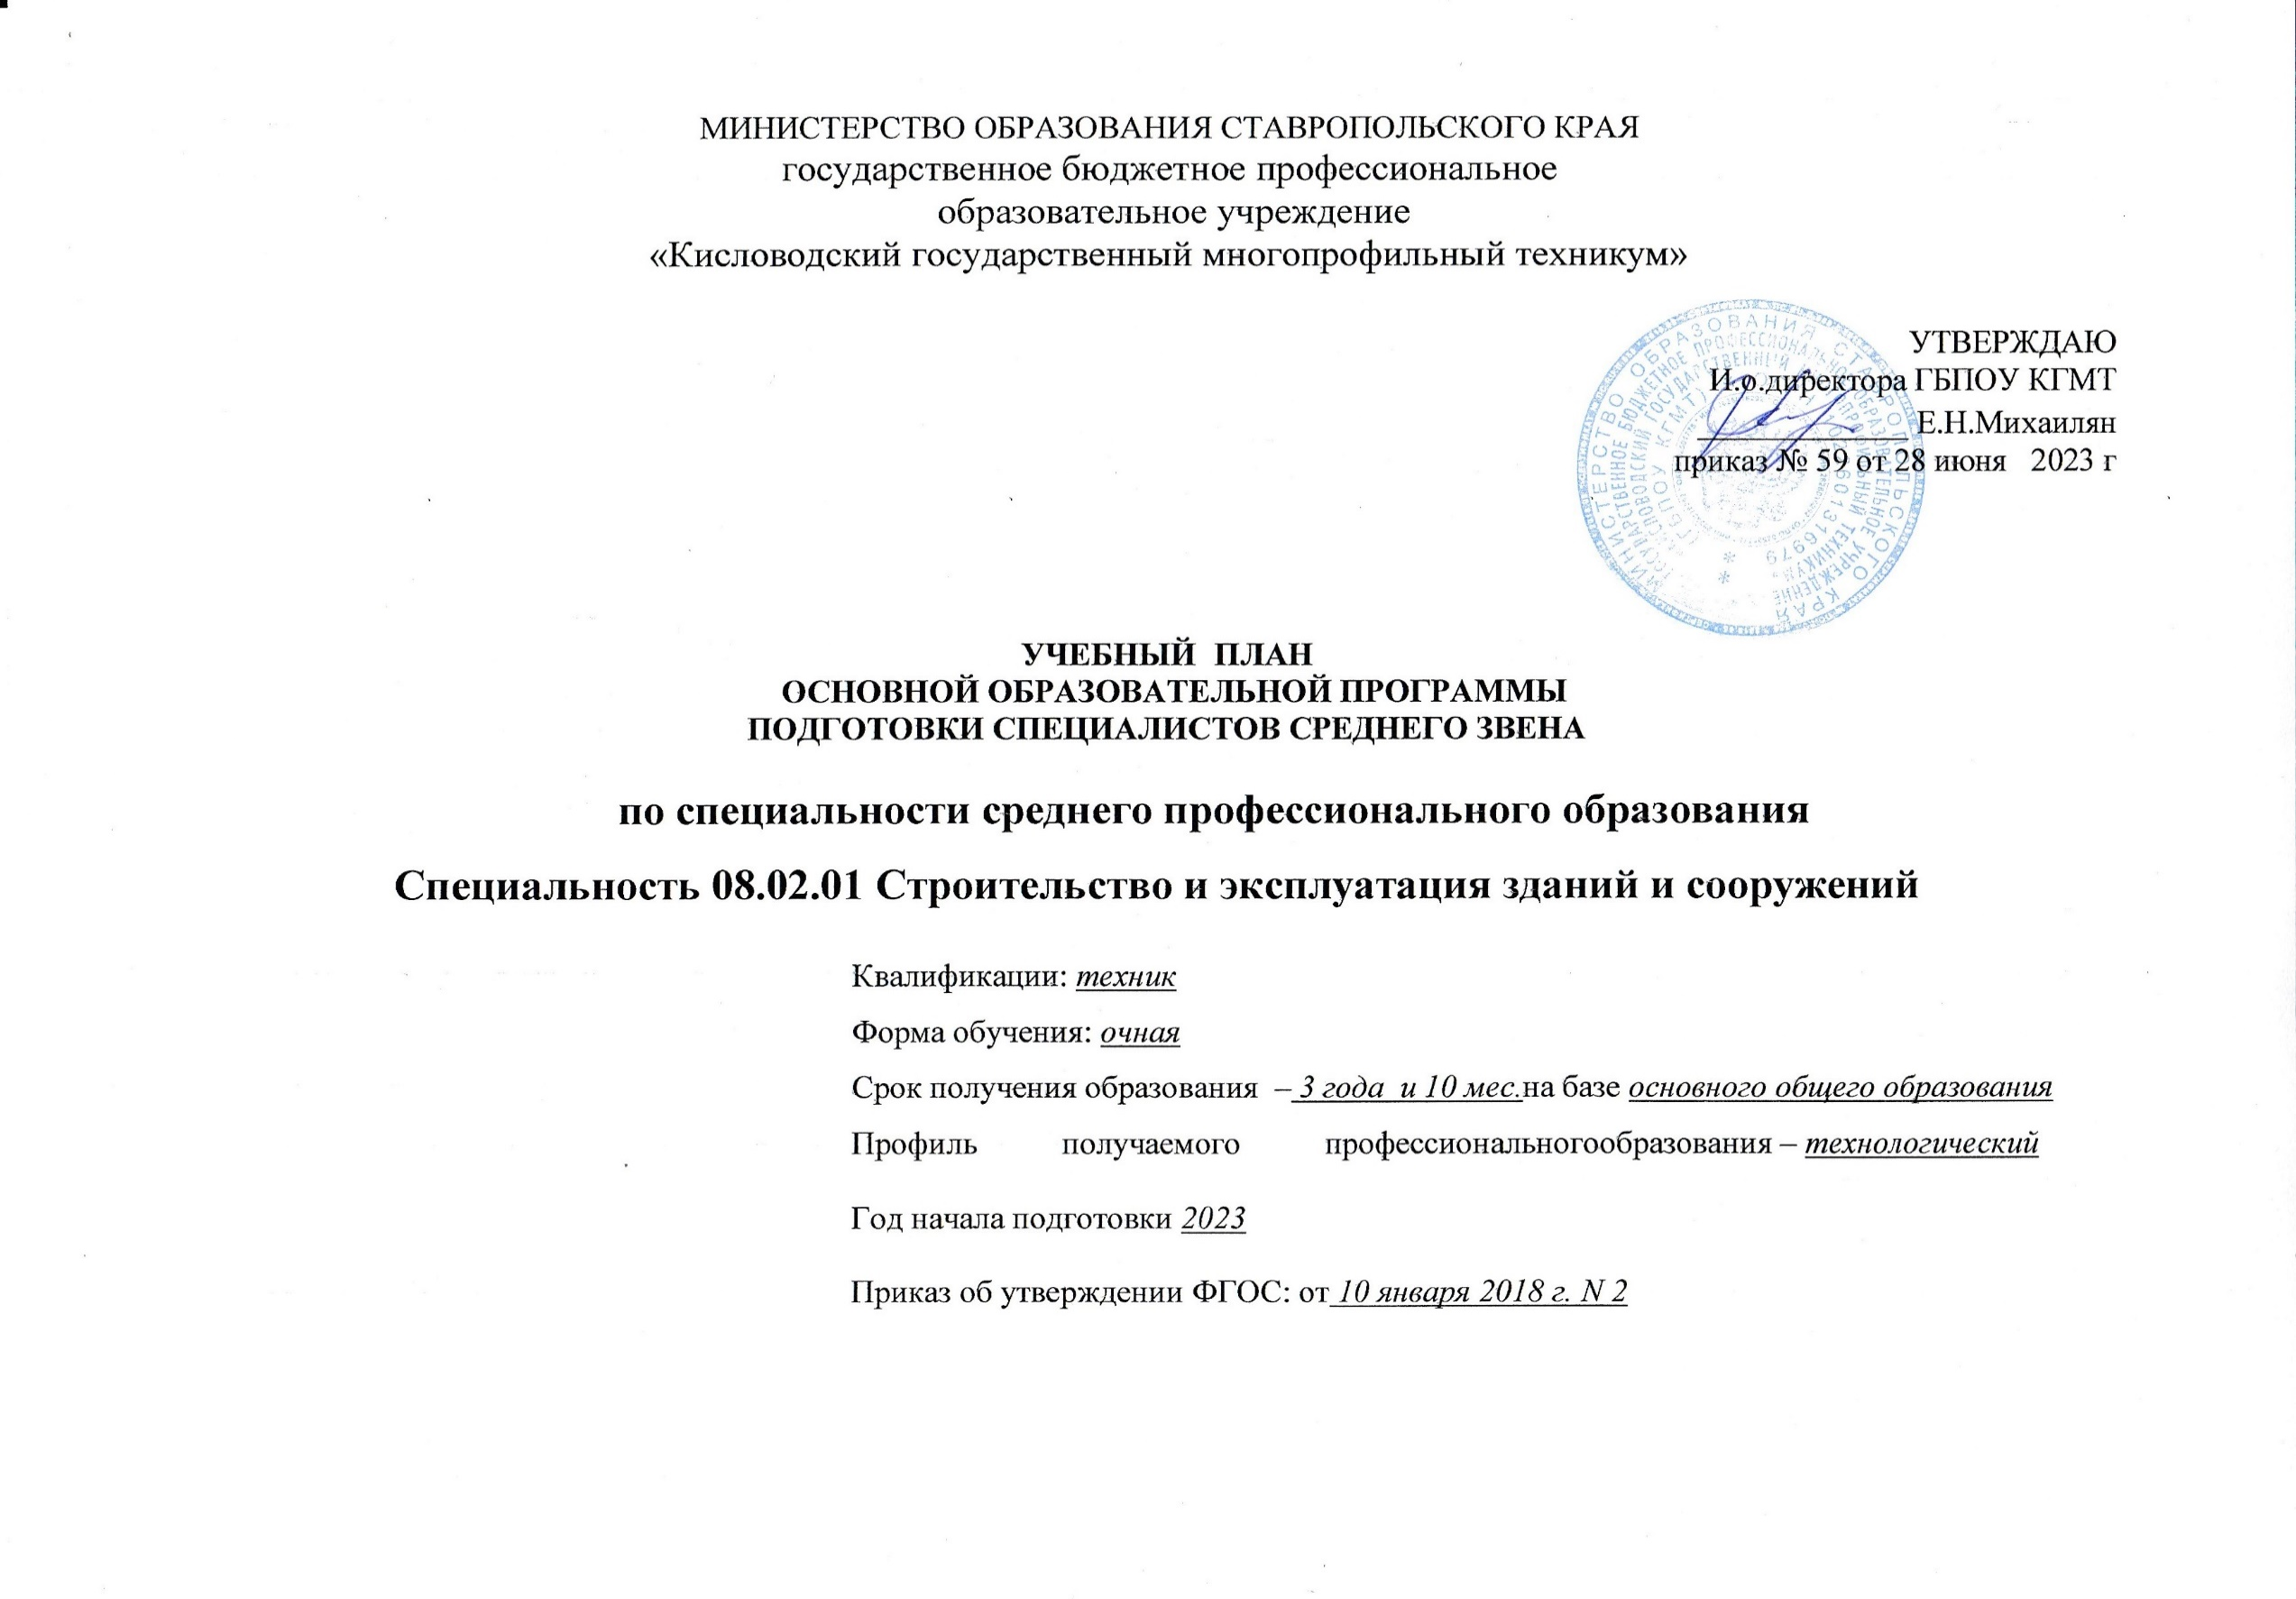 МИНИСТЕРСТВО ОБРАЗОВАНИЯ СТАВРОПОЛЬСКОГО КРАЯ
государственное бюджетное профессиональное
образовательное учреждение
«Кисловодский государственный многопрофильный техникум»
УТВЕРЖДАЮ
И.о.директора ГБПОУ КГМТ
Е.Н.Михаилян
приказ № 59 от 28 июня 2023 г
МИНИСТЕРСТВО ОБРАЗОВАНИЯ СТАВРОПОЛЬСКОГО КРАЯ
УЧЕБНЫЙ ПЛАН
ОСНОВНОЙ ОБРАЗОВАТЕЛЬНОЙ ПРОГРАММЫ
ПОДГОТОВКИ СПЕЦИАЛИСТОВ СРЕДНЕГО ЗВЕНА
по специальности среднего профессионального образования
Специальность 08.02.01 Строительство и эксплуатация зданий и сооружений
Квалификации: техник
Форма обучения: очная
Срок получения образования – 3 года и 10 мес.на базе основного общего образования
Профиль получаемого профессиональногообразования – технологический
Год начала подготовки 2023
Приказ об утверждении ФГОС: от 10 января 2018 г. N 2